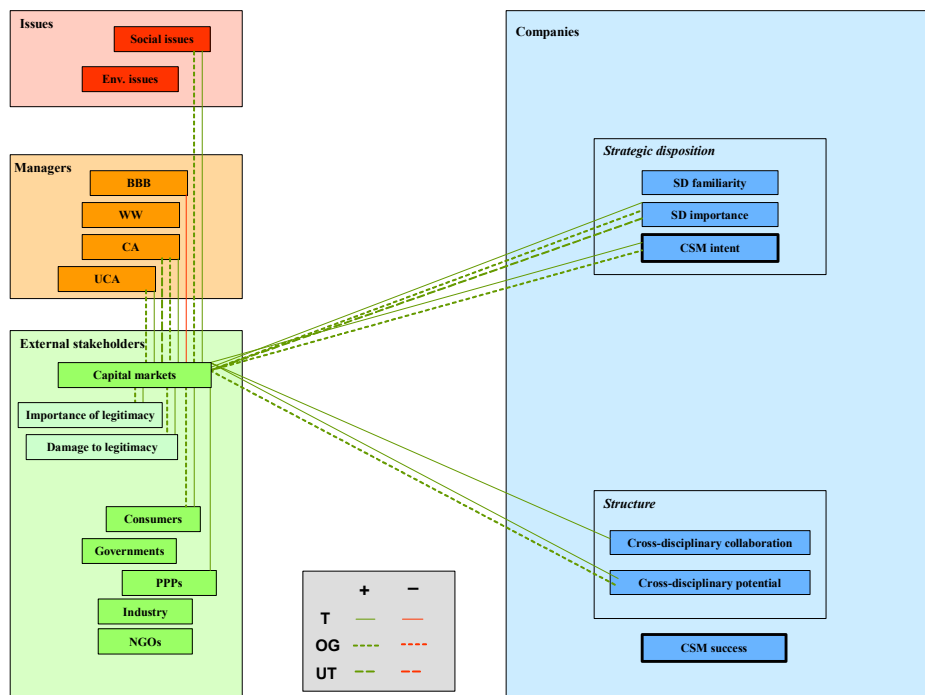 Issues
Social issues
Env. issues
Managers
BBB
WW
CA
UCA
External stakeholders
Capital markets
Importance of legitimacy
Damage to legitimacy
Consumers
Governments
PPPs
Industry
NGOs
+ −
T
OG
UT
Companies
Strategic disposition
SD familiarity
SD importance
CSM intent
Structure
Cross-disciplinary collaboration
Cross-disciplinary potential
CSM success